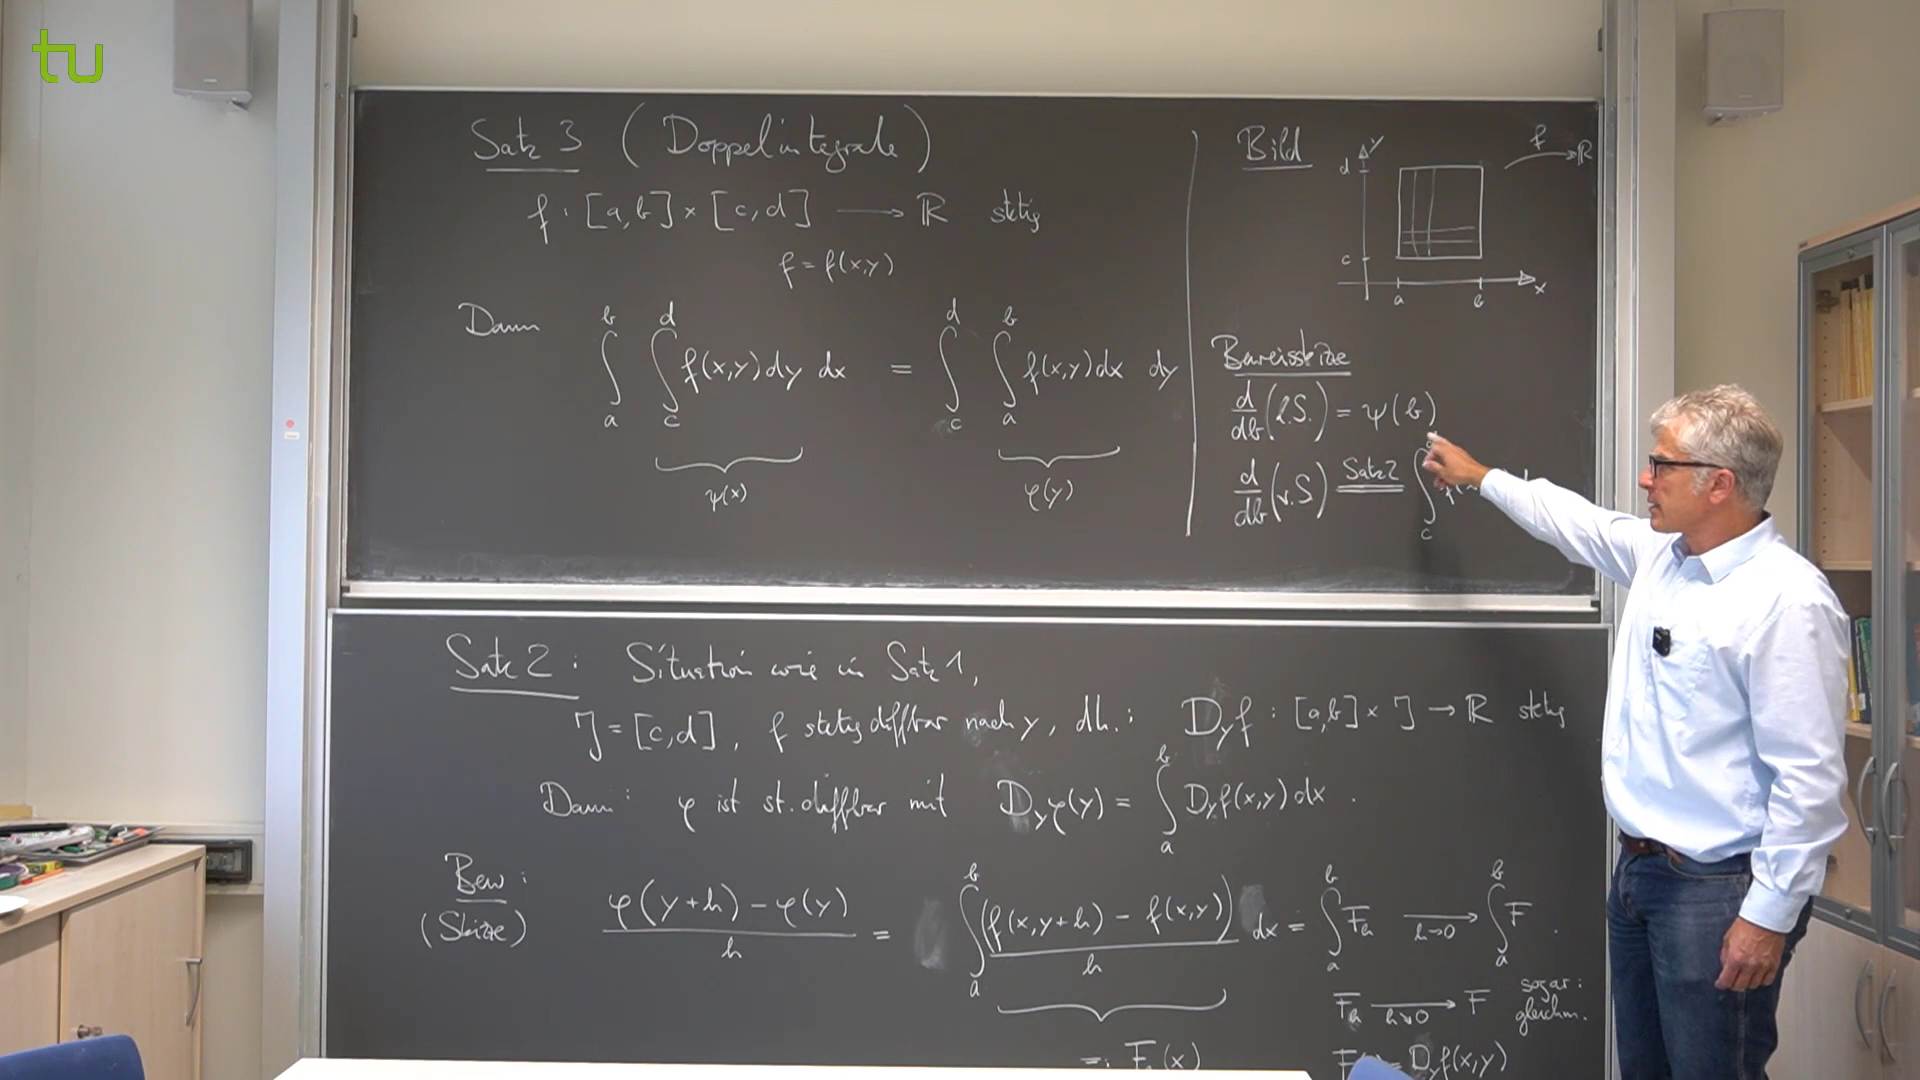 tu
Satz 3 (Doppelintegrale)
f : [a,b] × [c,d] ⟶ ℝ stetig
f = f(x,y)
Dann ∫_a^b ∫_c^d f(x,y) dy dx = ∫_c^d ∫_a^b f(x,y) dx dy
ψ(x) φ(y)
Bild
f → ℝ
d y
c
a b x
Beweisskizze
d/db (l.S.) = ψ(b)
d/db (r.S.) Satz 2 ∫_c
Satz 2 : Situation wie in Satz 1,
J = [c,d], f stetig diffbar nach y, dh.: D_y f : [a,b] × J → ℝ stetig
Dann: φ ist st. diffbar mit D_y φ(y) = ∫_a^b D_y f(x,y) dx .
Bew :
(Skizze)
(φ(y+h) − φ(y))/h = ∫_a^b (f(x,y+h) − f(x,y))/h dx = ∫_a^b F_h ⟶ h→0 ∫_a^b F .
F_h ⟶ h↘0 F sogar: gleichm.
=: F_h(x) D_y f(x,y)